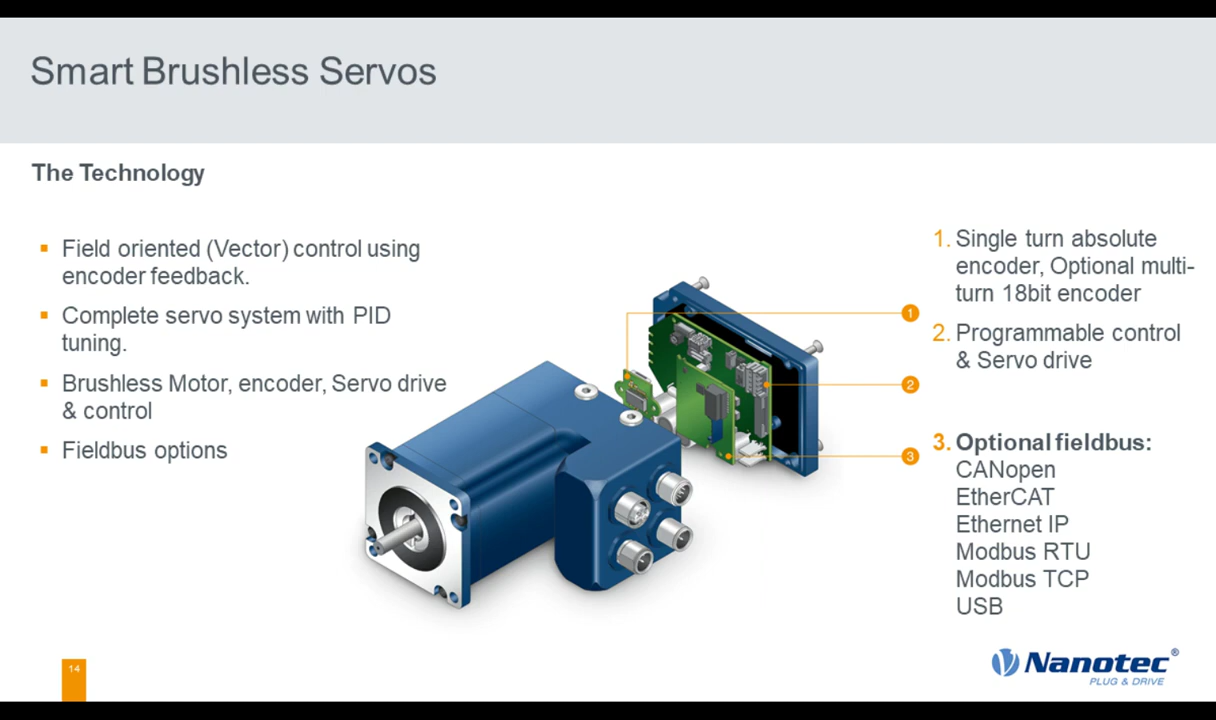 Smart Brushless Servos
The Technology
▪ Field oriented (Vector) control using
encoder feedback.
▪ Complete servo system with PID
tuning.
▪ Brushless Motor, encoder, Servo drive
& control
▪ Fieldbus options
1
2
3
1. Single turn absolute
encoder, Optional multi-
turn 18bit encoder
2. Programmable control
& Servo drive
3. Optional fieldbus:
CANopen
EtherCAT
Ethernet IP
Modbus RTU
Modbus TCP
USB
14
Nanotec®
PLUG & DRIVE